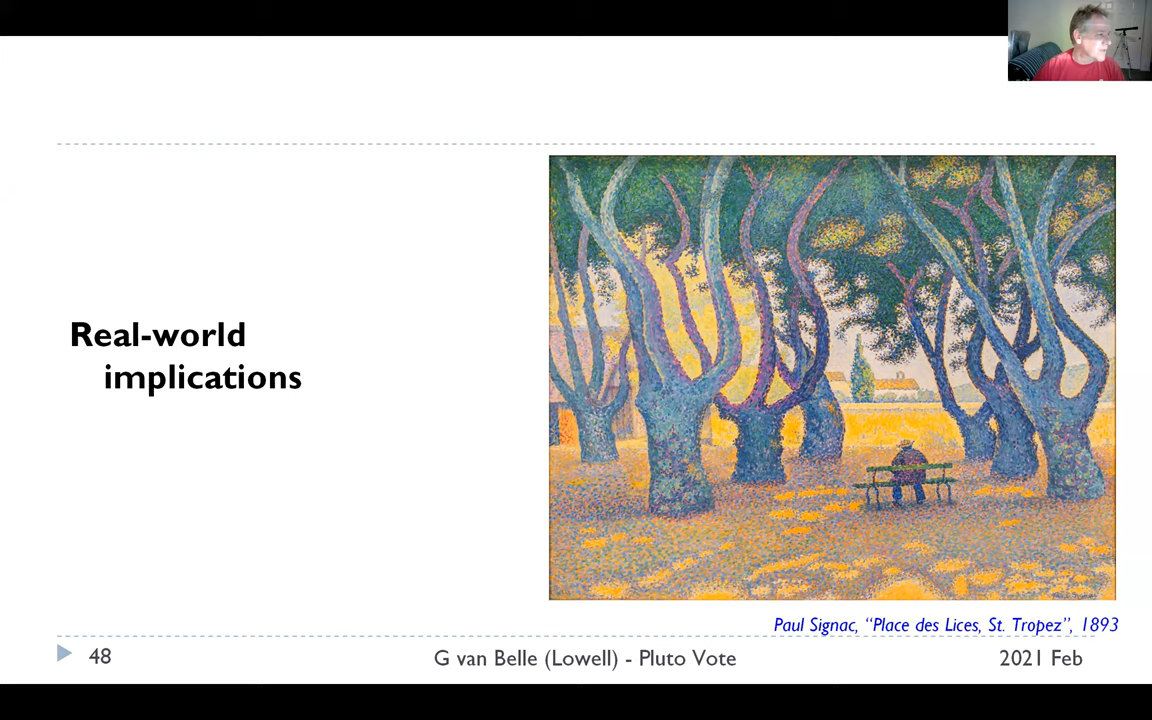 Real-world
implications
Paul Signac, “Place des Lices, St. Tropez”, 1893
48
G van Belle (Lowell) - Pluto Vote
2021 Feb